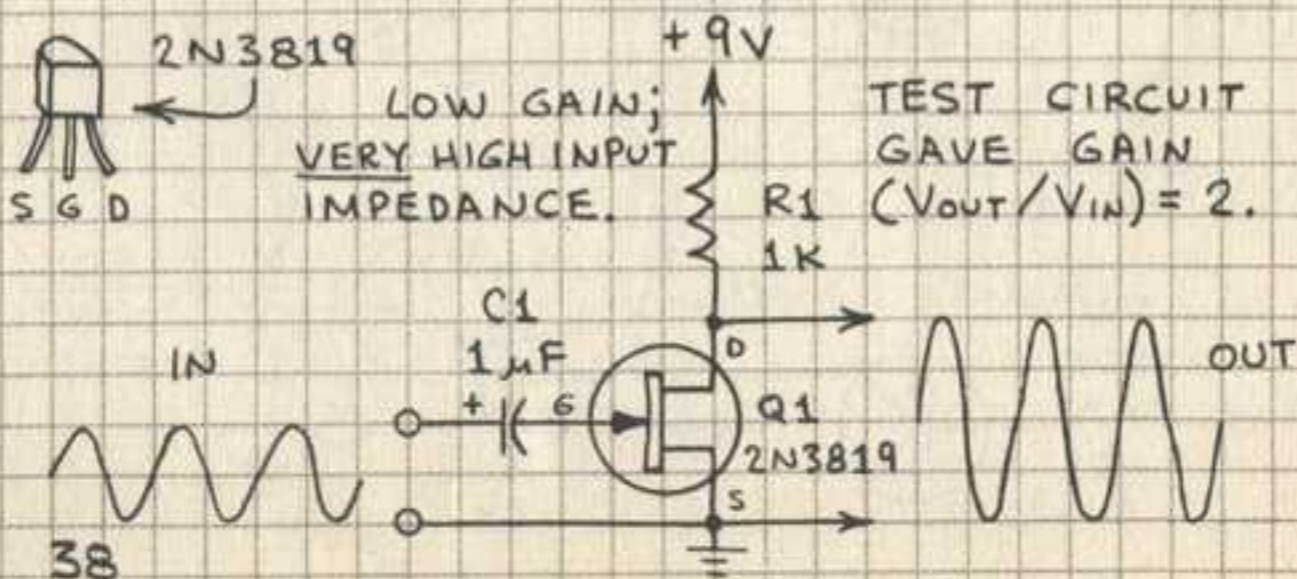 2N3819
S G D
LOW GAIN;
VERY HIGH INPUT
IMPEDANCE.
+9V
R1
1K
TEST CIRCUIT
GAVE GAIN
(VOUT/VIN) = 2.
IN
C1
1µF
+
G
D
Q1
2N3819
S
OUT
38